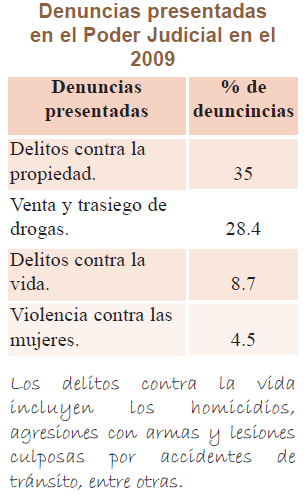 Denuncias presentadas
en el Poder Judicial en el
2009
Denuncias presentadas
% de deuncincias
Delitos contra la propiedad.
35
Venta y trasiego de drogas.
28.4
Delitos contra la vida.
8.7
Violencia contra las mujeres.
4.5
Los delitos contra la vida
incluyen los homicidios,
agresiones con armas y lesiones
culposas por accidentes de
tránsito, entre otras.